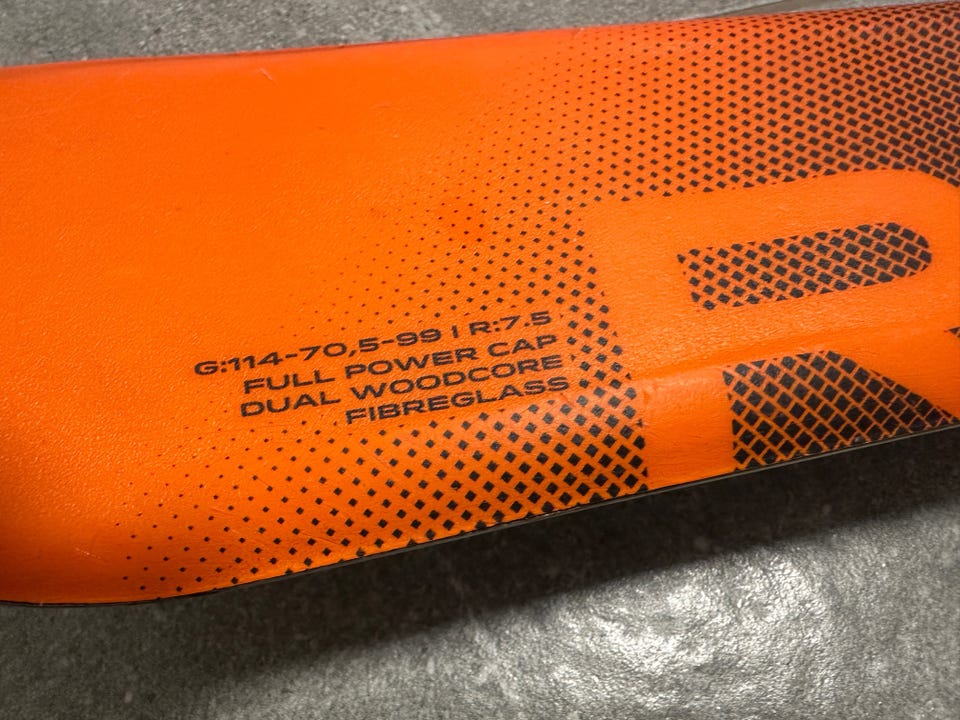 G:114-70,5-99 | R:7.5
FULL POWER CAP
DUAL WOODCORE
FIBREGLASS
R